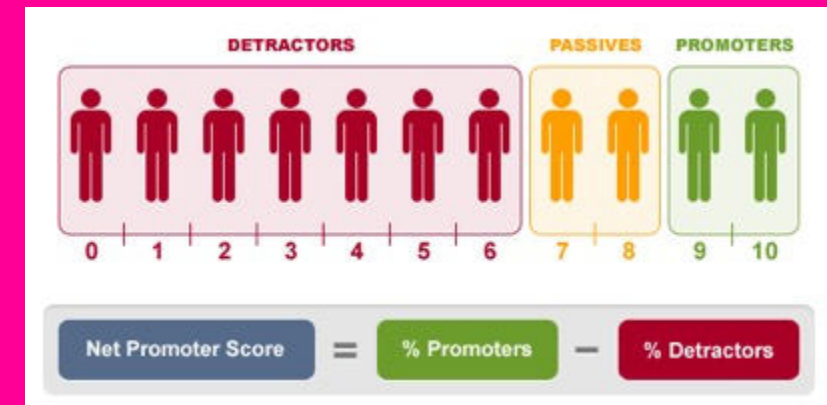 DETRACTORS PASSIVES PROMOTERS
0 1 2 3 4 5 6 7 8 9 10
Net Promoter Score = % Promoters − % Detractors